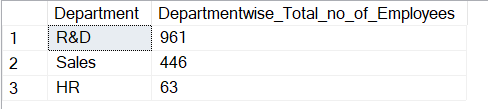 Department Departmentwise_Total_no_of_Employees
1 R&D 961
2 Sales 446
3 HR 63